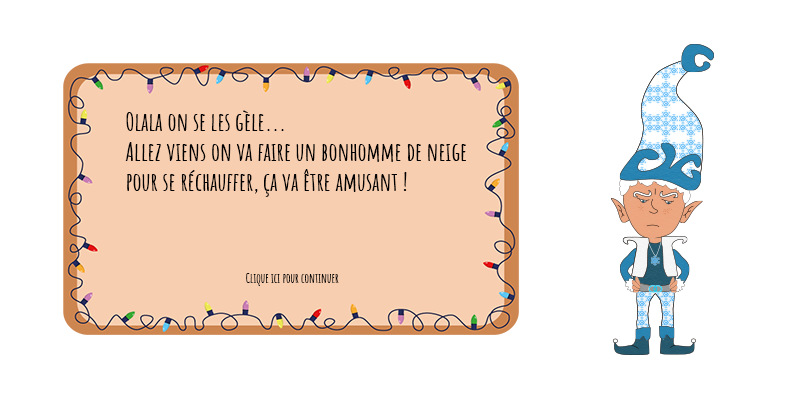 Olala on se les gèle...
Allez viens on va faire un bonhomme de neige
pour se réchauffer, ça va être amusant !
Clique ici pour continuer